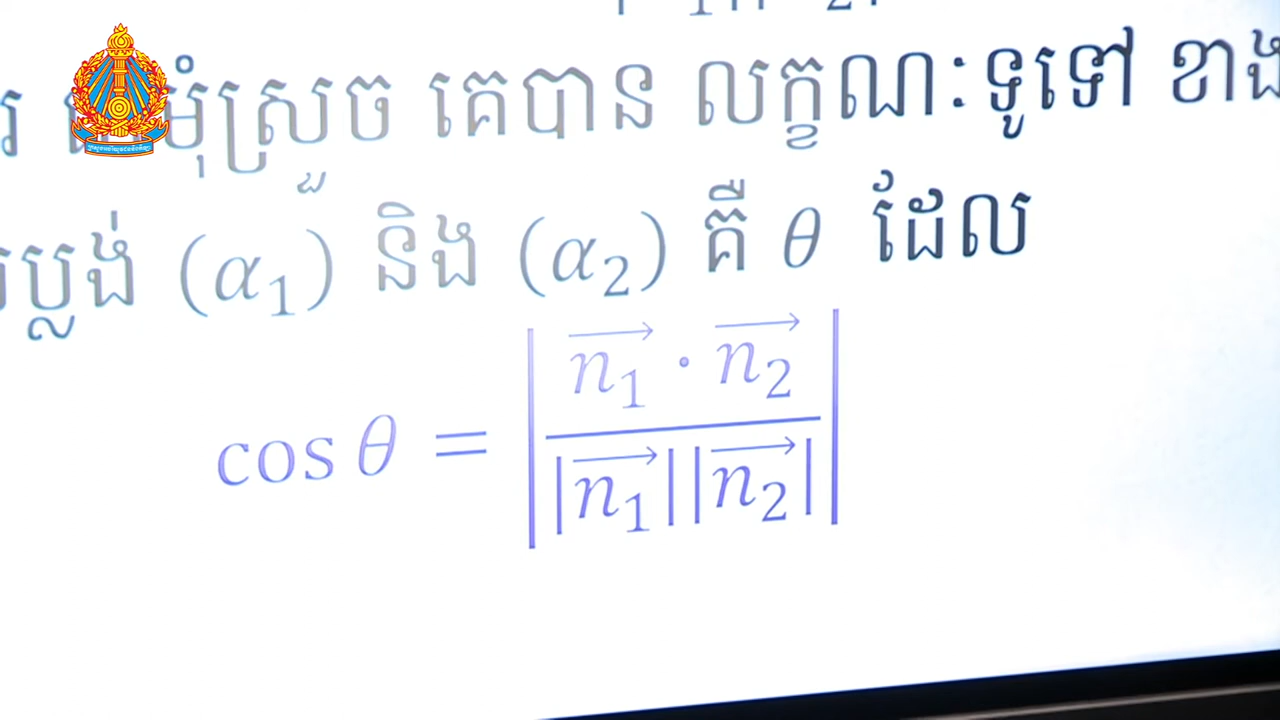 មុំស្រួច គេបាន លក្ខណៈទូទៅ ខាង
ប្លង់ (α₁) និង (α₂) គឺ θ ដែល
cos θ = | n₁⃗ · n₂⃗ / |n₁⃗||n₂⃗| |